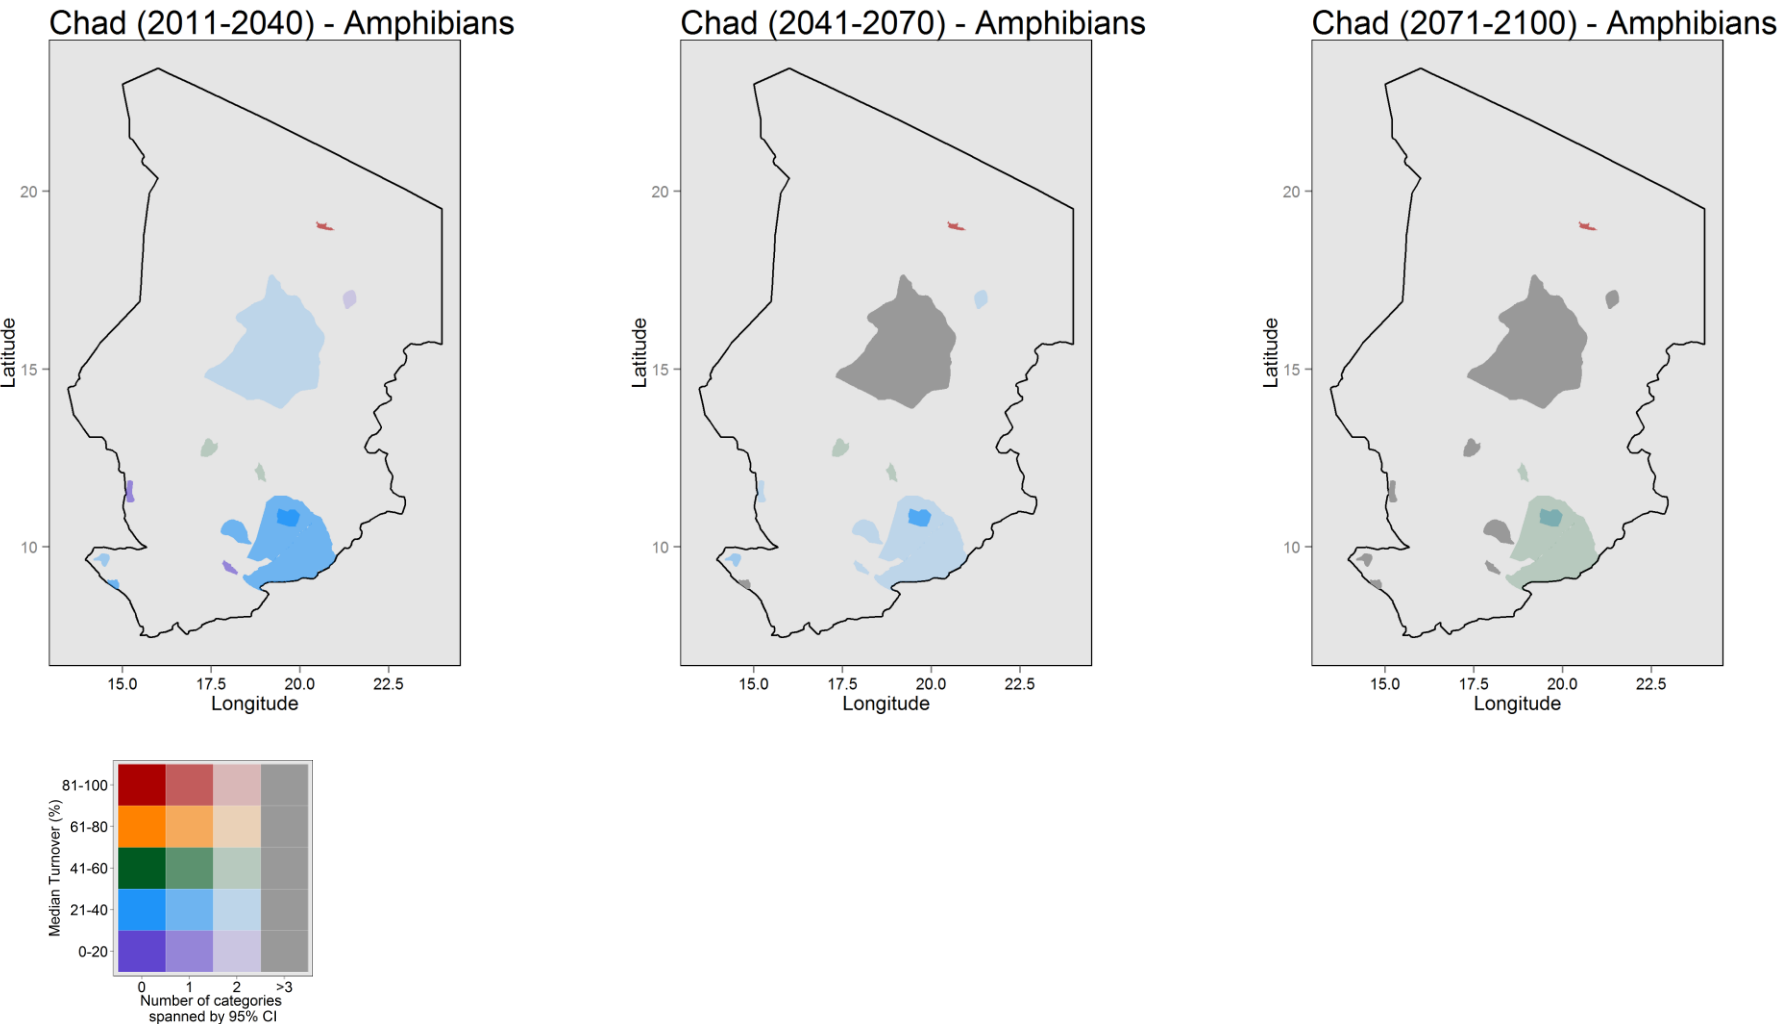 Chad (2011-2040) - Amphibians
Chad (2041-2070) - Amphibians
Chad (2071-2100) - Amphibians
20
15
10
Latitude
15.0 17.5 20.0 22.5
Longitude
20
15
10
Latitude
15.0 17.5 20.0 22.5
Longitude
20
15
10
Latitude
15.0 17.5 20.0 22.5
Longitude
Median Turnover (%)
81-100
61-80
41-60
21-40
0-20
0 1 2 >3
Number of categories
spanned by 95% CI